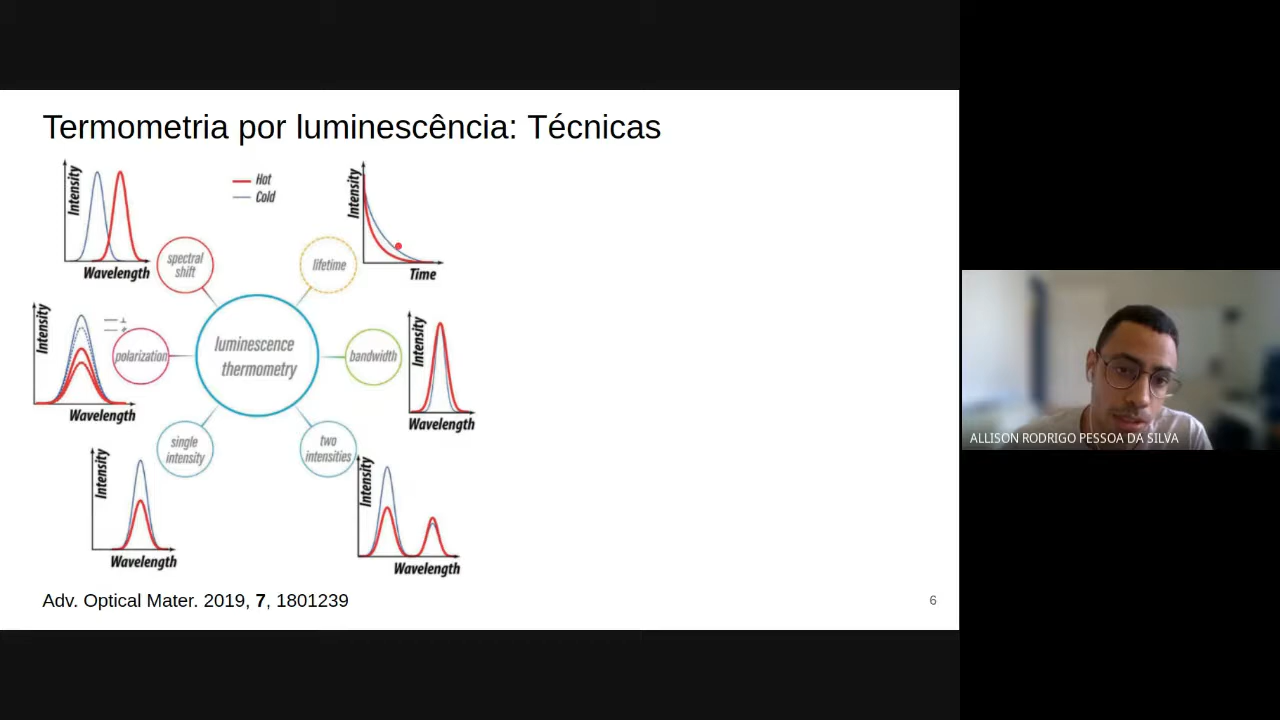 Termometria por luminescência: Técnicas
Intensity
Wavelength
Hot
Cold
Intensity
Time
spectral
shift
lifetime
Intensity
Wavelength
polarization
luminescence
thermometry
bandwidth
Intensity
Wavelength
single
intensity
two
intensities
Intensity
Wavelength
Intensity
Wavelength
Adv. Optical Mater. 2019, 7, 1801239
6
ALLISON RODRIGO PESSOA DA SILVA